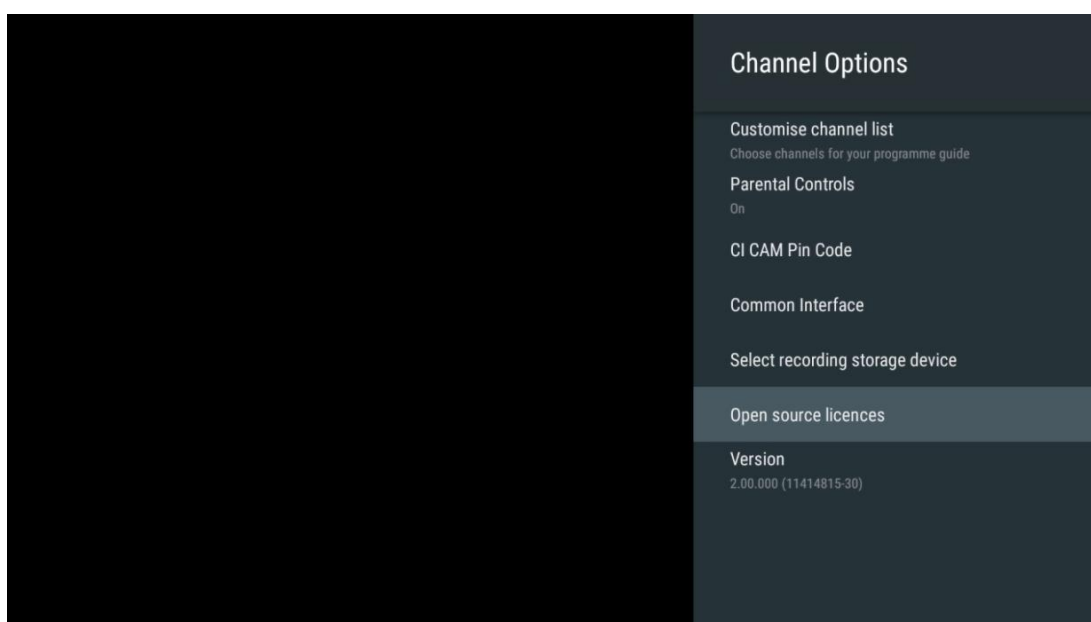 Channel Options
Customise channel list
Choose channels for your programme guide
Parental Controls
On
CI CAM Pin Code
Common Interface
Select recording storage device
Open source licences
Version
2.00.000 (11414815-30)